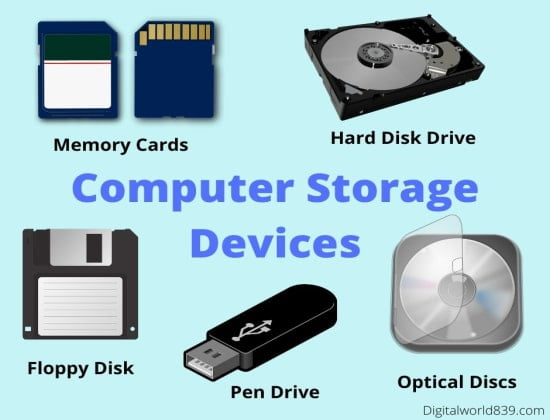 Memory Cards
Hard Disk Drive
Computer Storage
Devices
Floppy Disk
Pen Drive
Optical Discs
Digitalworld839.com